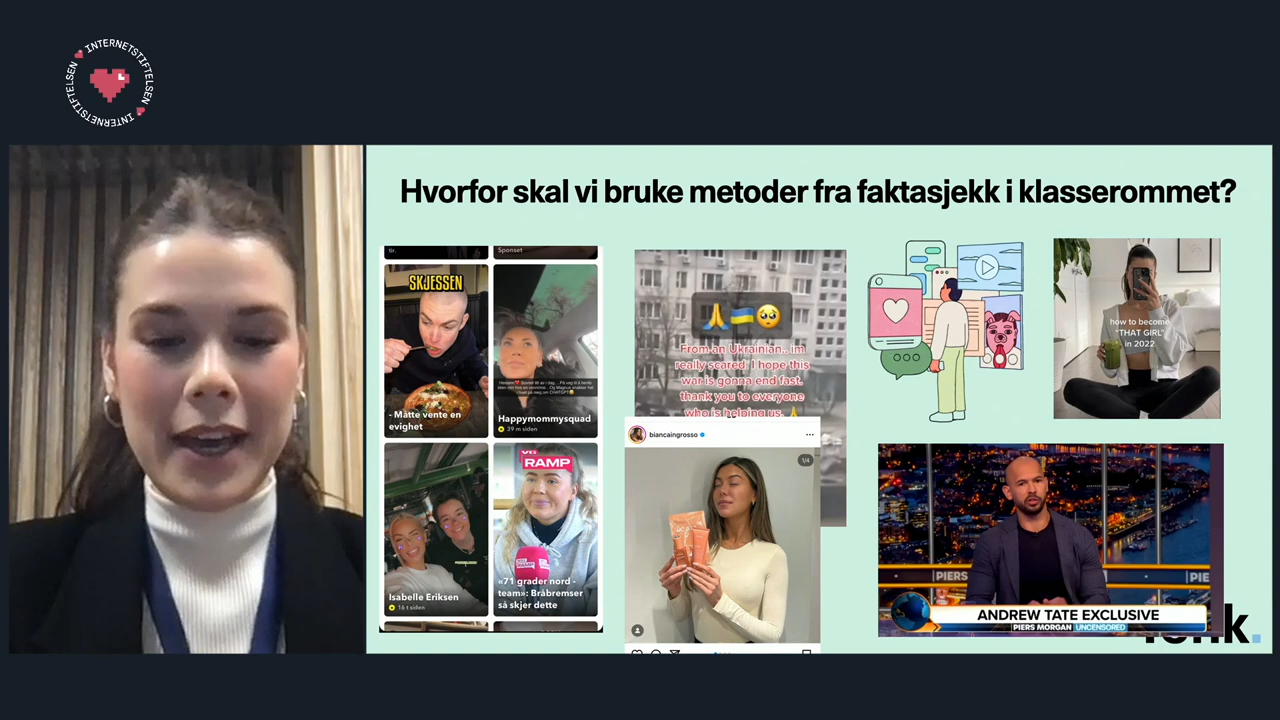 INTERNETSTIFTELSEN
INTERNETSTIFTELSEN
Hvorfor skal vi bruke metoder fra faktasjekk i klasserommet?
tir.
Sponset
SKJESSEN
- Måtte vente en
evighet
Happymommysquad
39 m siden
Isabelle Eriksen
16 t siden
VG
RAMP
«71 grader nord -
team»: Bråbremser
så skjer dette
From an Ukrainian.. im
really scared. I hope this
war is gonna end fast.
thank you to everyone
who is helping us.
biancaingrosso
1/4
how to become
"THAT GIRL"
in 2022
PIERS
PIE
ANDREW TATE EXCLUSIVE
PIERS MORGAN UNCENSORED